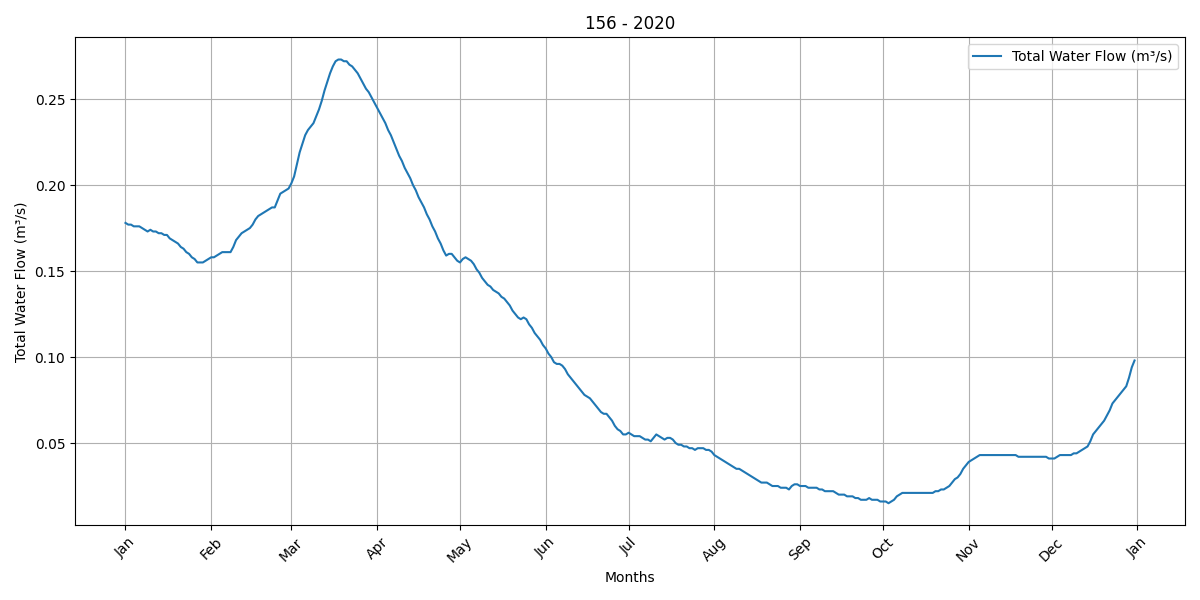 156 - 2020
Total Water Flow (m³/s)
Total Water Flow (m³/s)
0.25
0.20
0.15
0.10
0.05
Jan
Feb
Mar
Apr
May
Jun
Jul
Aug
Sep
Oct
Nov
Dec
Jan
Months